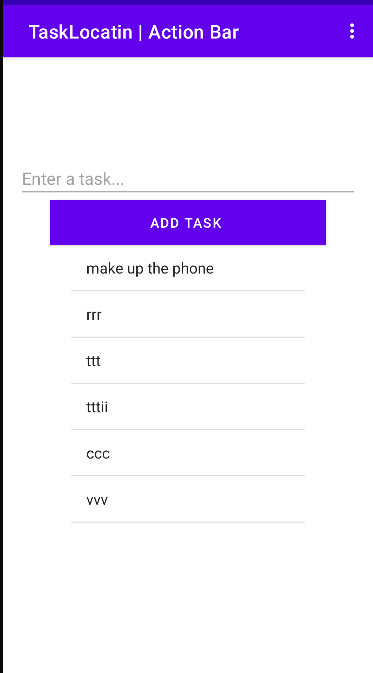 TaskLocatin | Action Bar
Enter a task...
ADD TASK
make up the phone
rrr
ttt
tttii
ccc
vvv